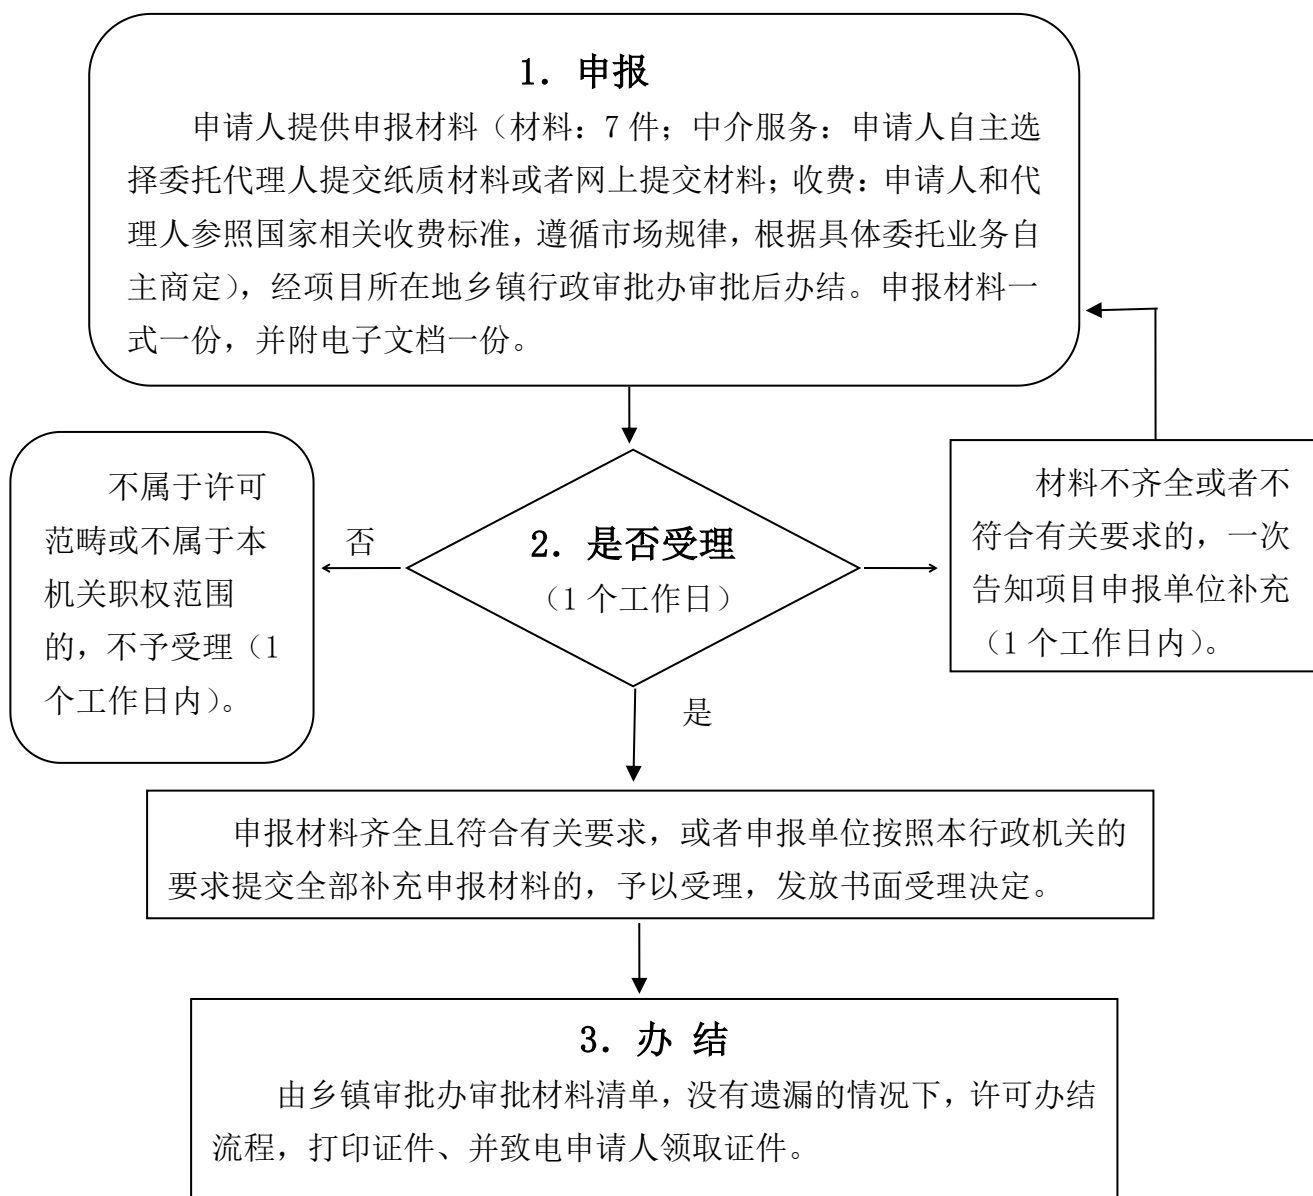 1. 申报
申请人提供申报材料（材料：7 件；中介服务：申请人自主选
择委托代理人提交纸质材料或者网上提交材料；收费：申请人和代
理人参照国家相关收费标准，遵循市场规律，根据具体委托业务自
主商定），经项目所在地乡镇行政审批办审批后办结。申报材料一
式一份，并附电子文档一份。
不属于许可
范畴或不属于本
机关职权范围
的，不予受理（1
个工作日内）。
否
2. 是否受理
（1 个工作日）
材料不齐全或者不
符合有关要求的，一次
告知项目申报单位补充
（1 个工作日内）。
是
申报材料齐全且符合有关要求，或者申报单位按照本行政机关的
要求提交全部补充申报材料的，予以受理，发放书面受理决定。
3. 办 结
由乡镇审批办审批材料清单，没有遗漏的情况下，许可办结
流程，打印证件、并致电申请人领取证件。